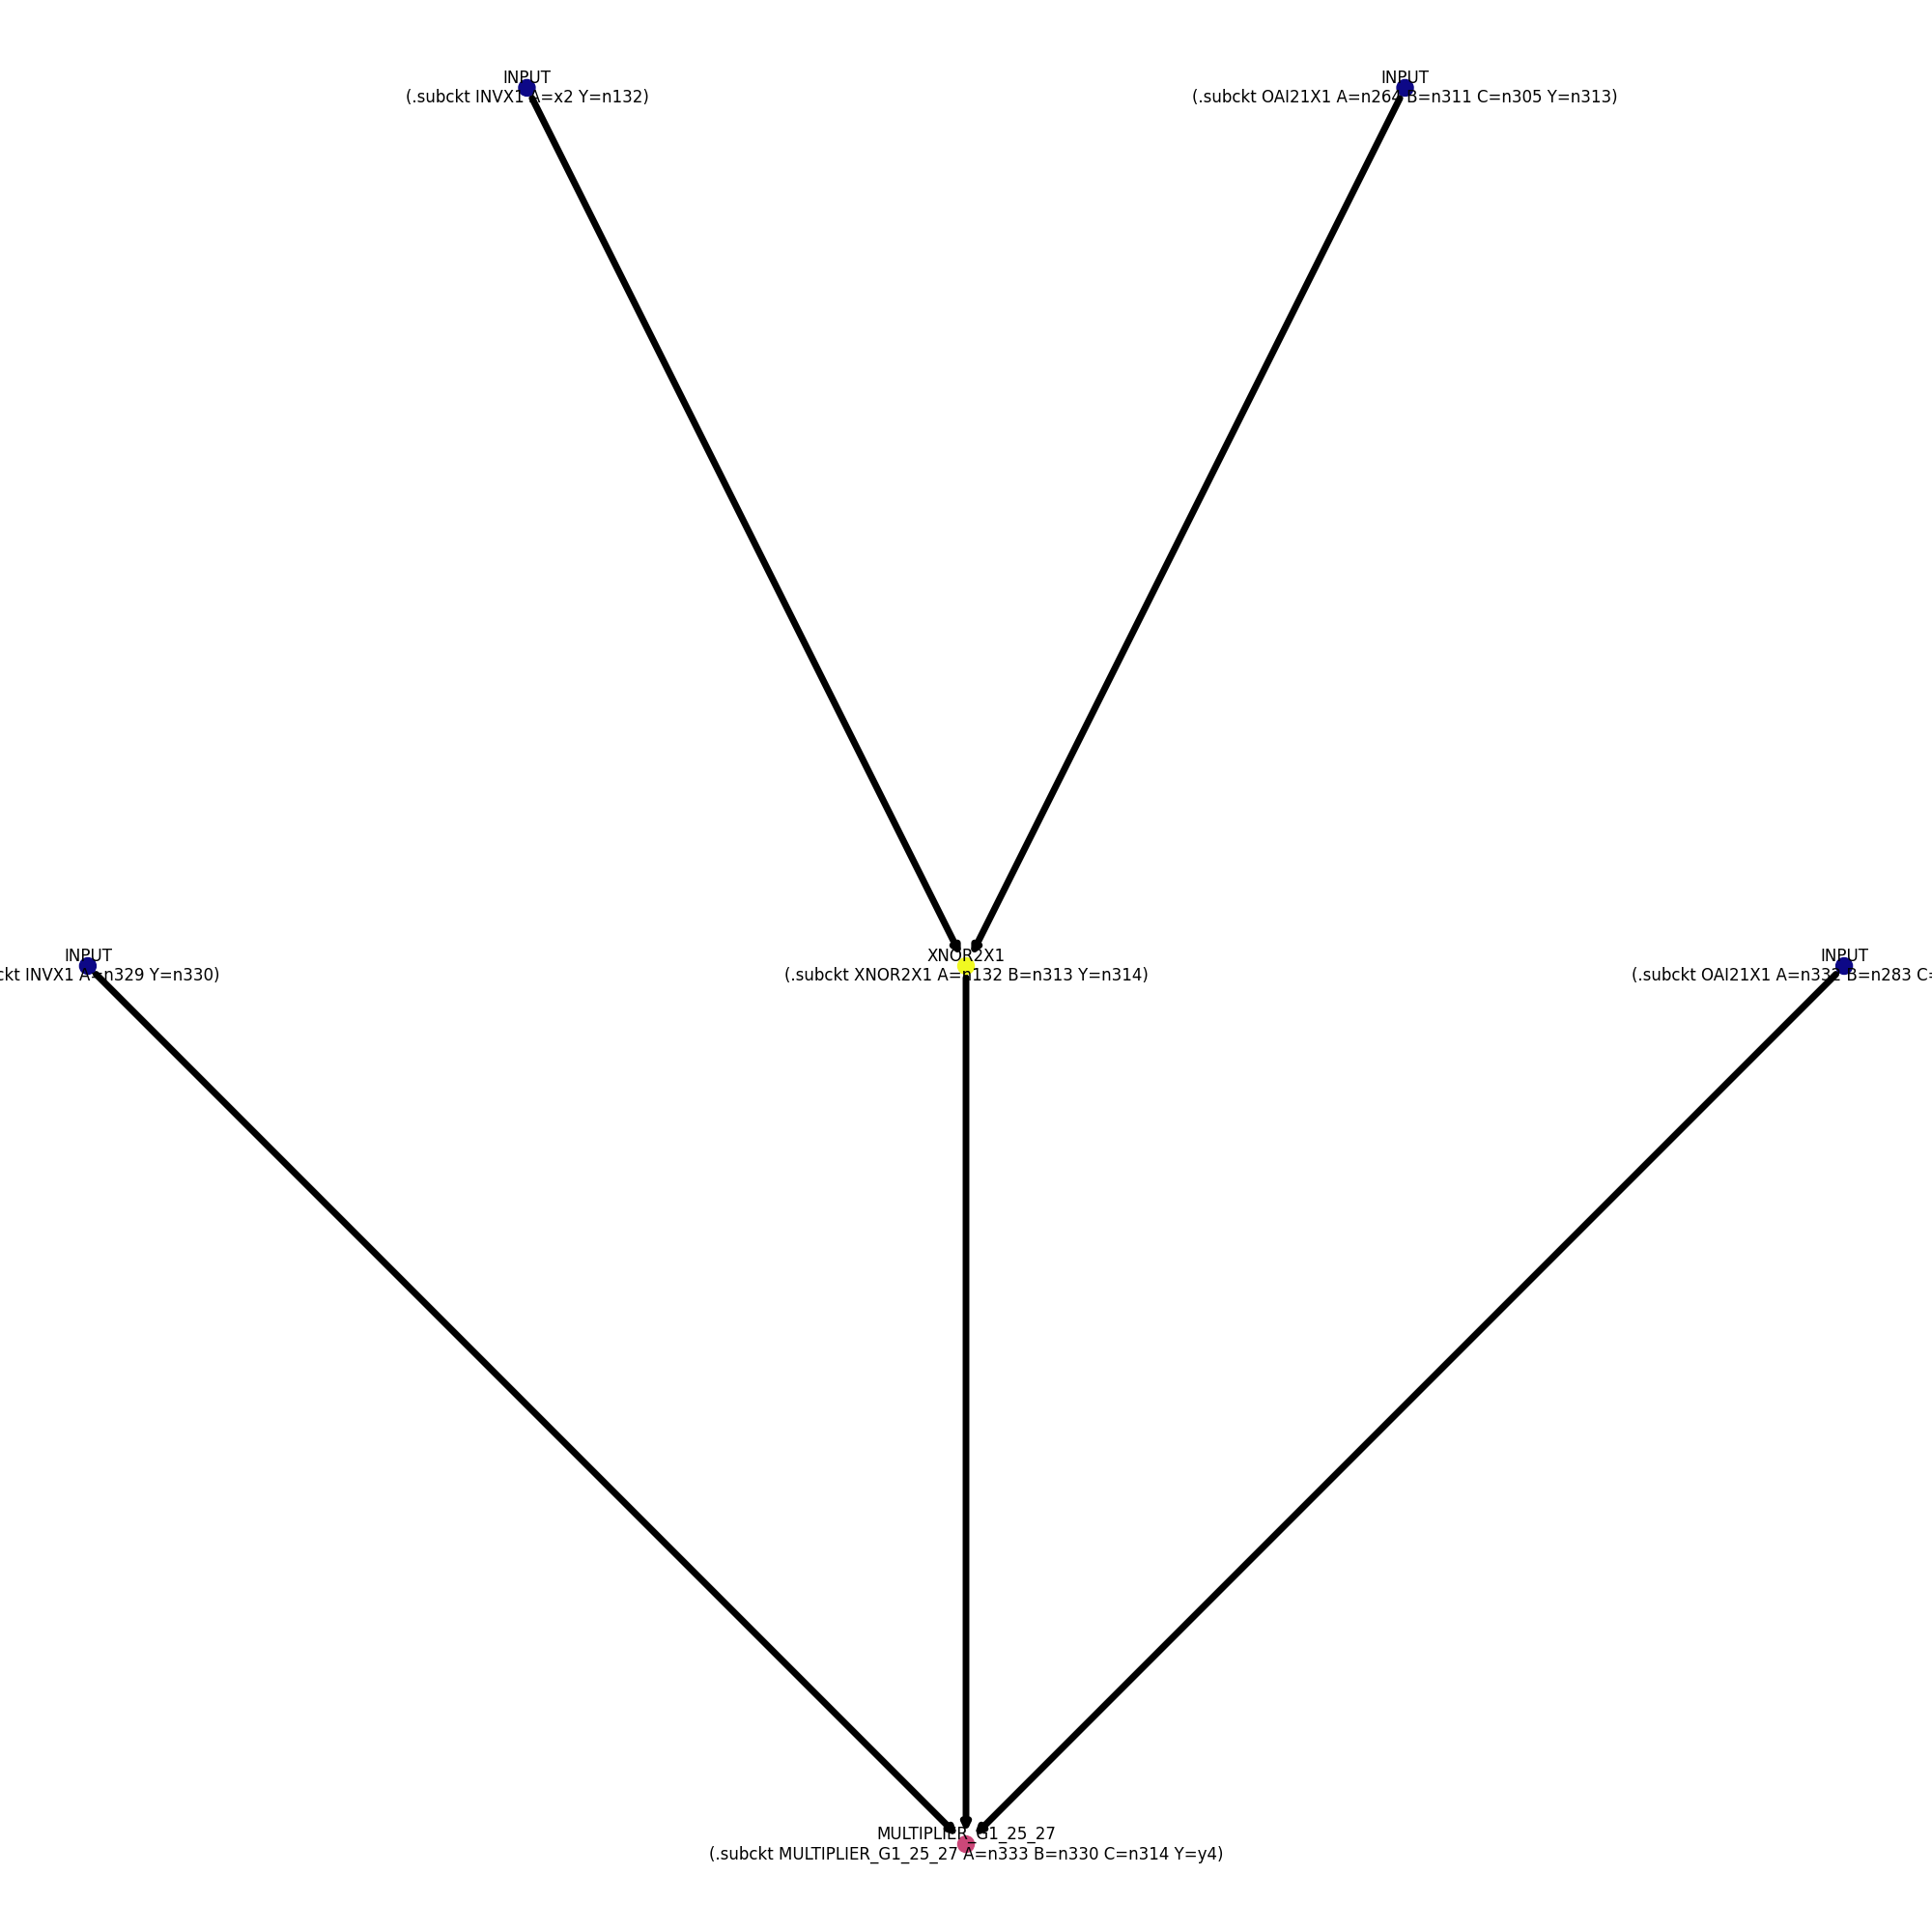 INPUT
(.subckt INVX1 A=x2 Y=n132)
INPUT
(.subckt OAI21X1 A=n264 B=n311 C=n305 Y=n313)
INPUT
ckt INVX1 A=n329 Y=n330)
XNOR2X1
(.subckt XNOR2X1 A=n132 B=n313 Y=n314)
INPUT
(.subckt OAI21X1 A=n332 B=n283 C=
MULTIPLIER_G1_25_27
(.subckt MULTIPLIER_G1_25_27 A=n333 B=n330 C=n314 Y=y4)